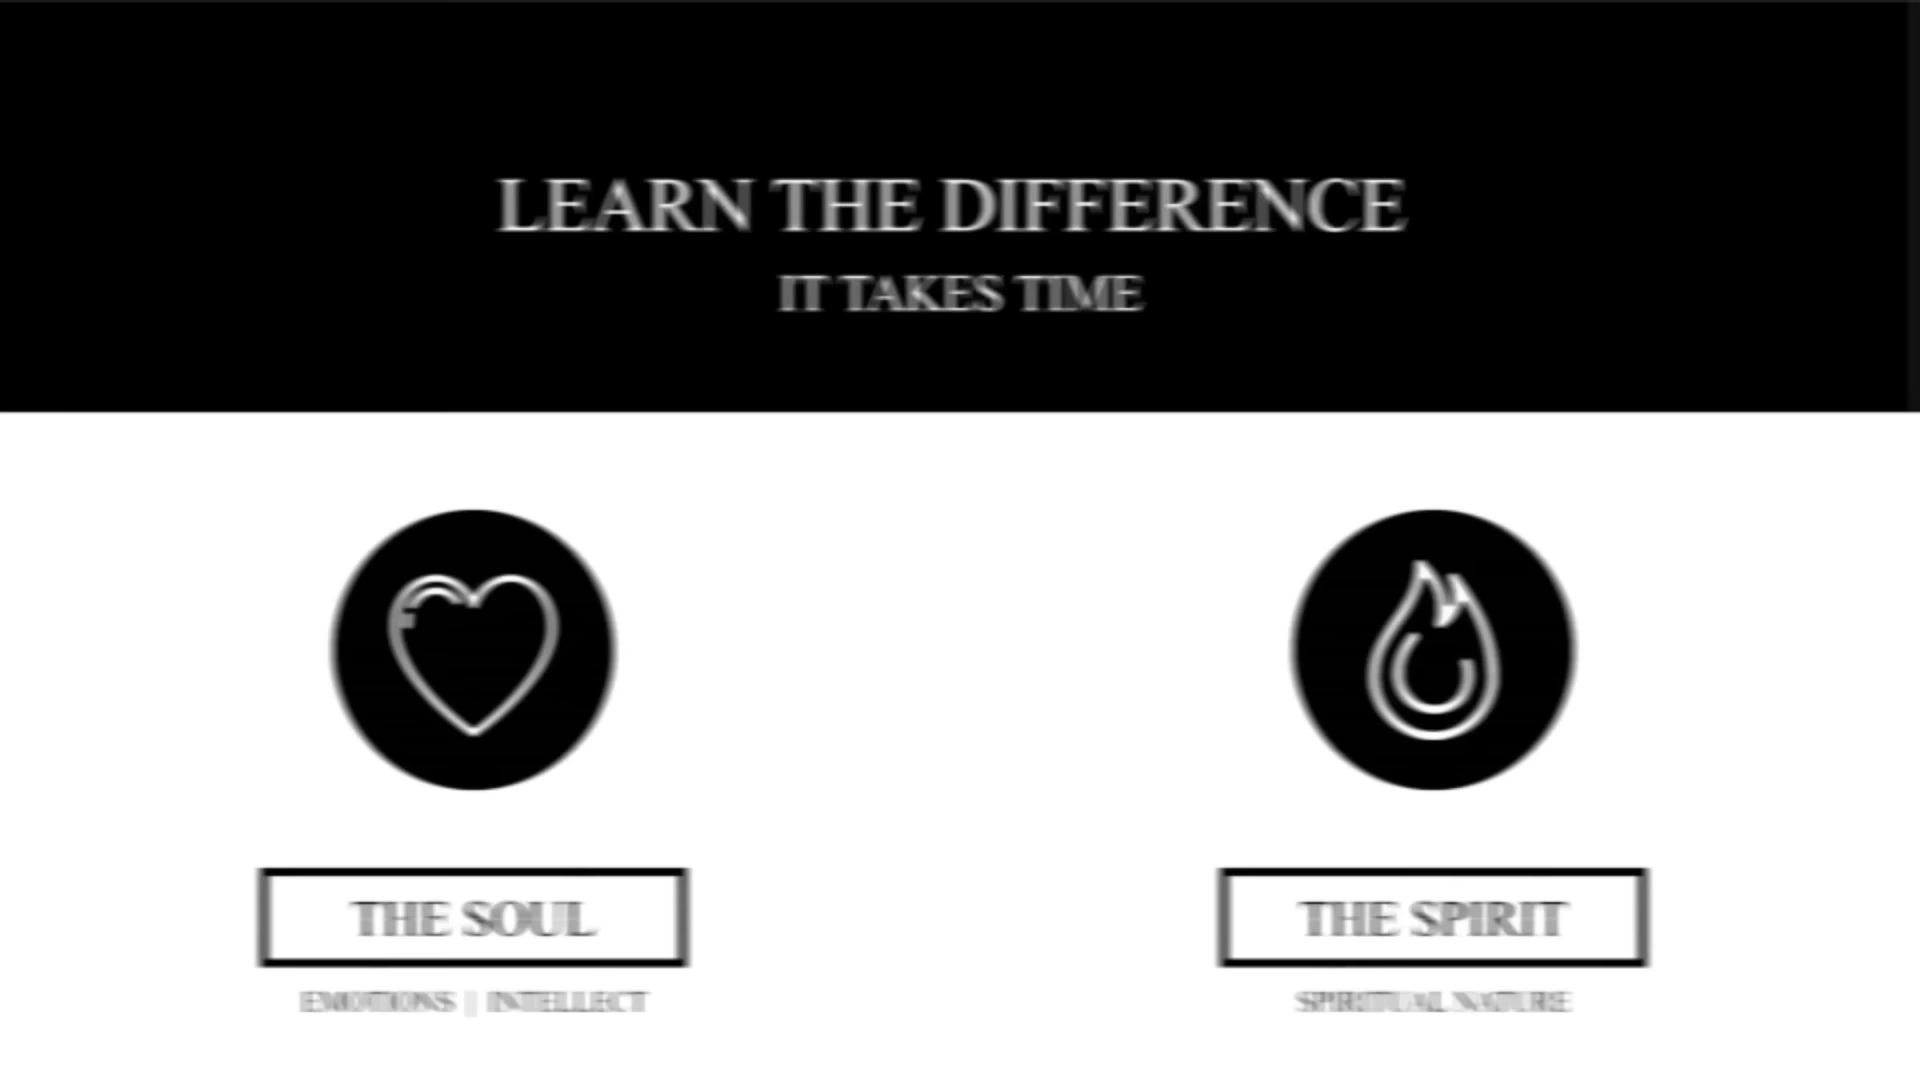 LEARN THE DIFFERENCE
IT TAKES TIME
THE SOUL
THE SPIRIT
EMOTIONS | INTELLECT
SPIRITUAL NATURE